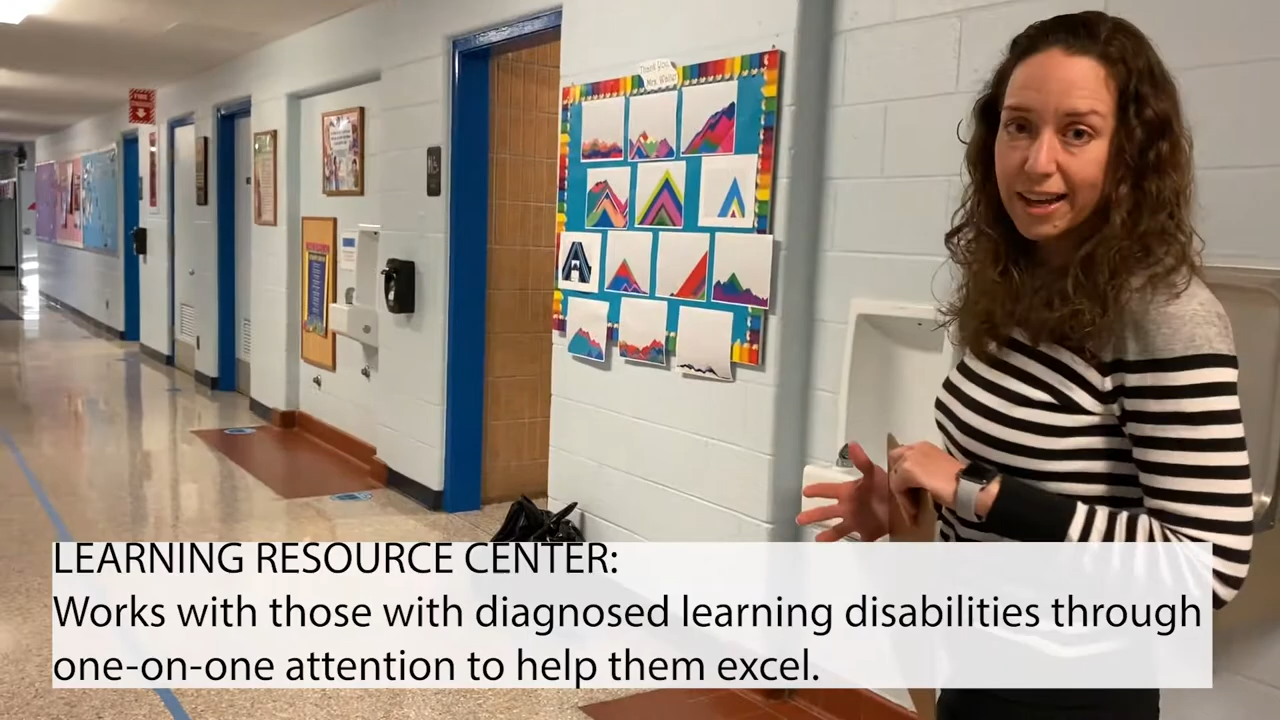 Thank you
LEARNING RESOURCE CENTER:
Works with those with diagnosed learning disabilities through
one-on-one attention to help them excel.